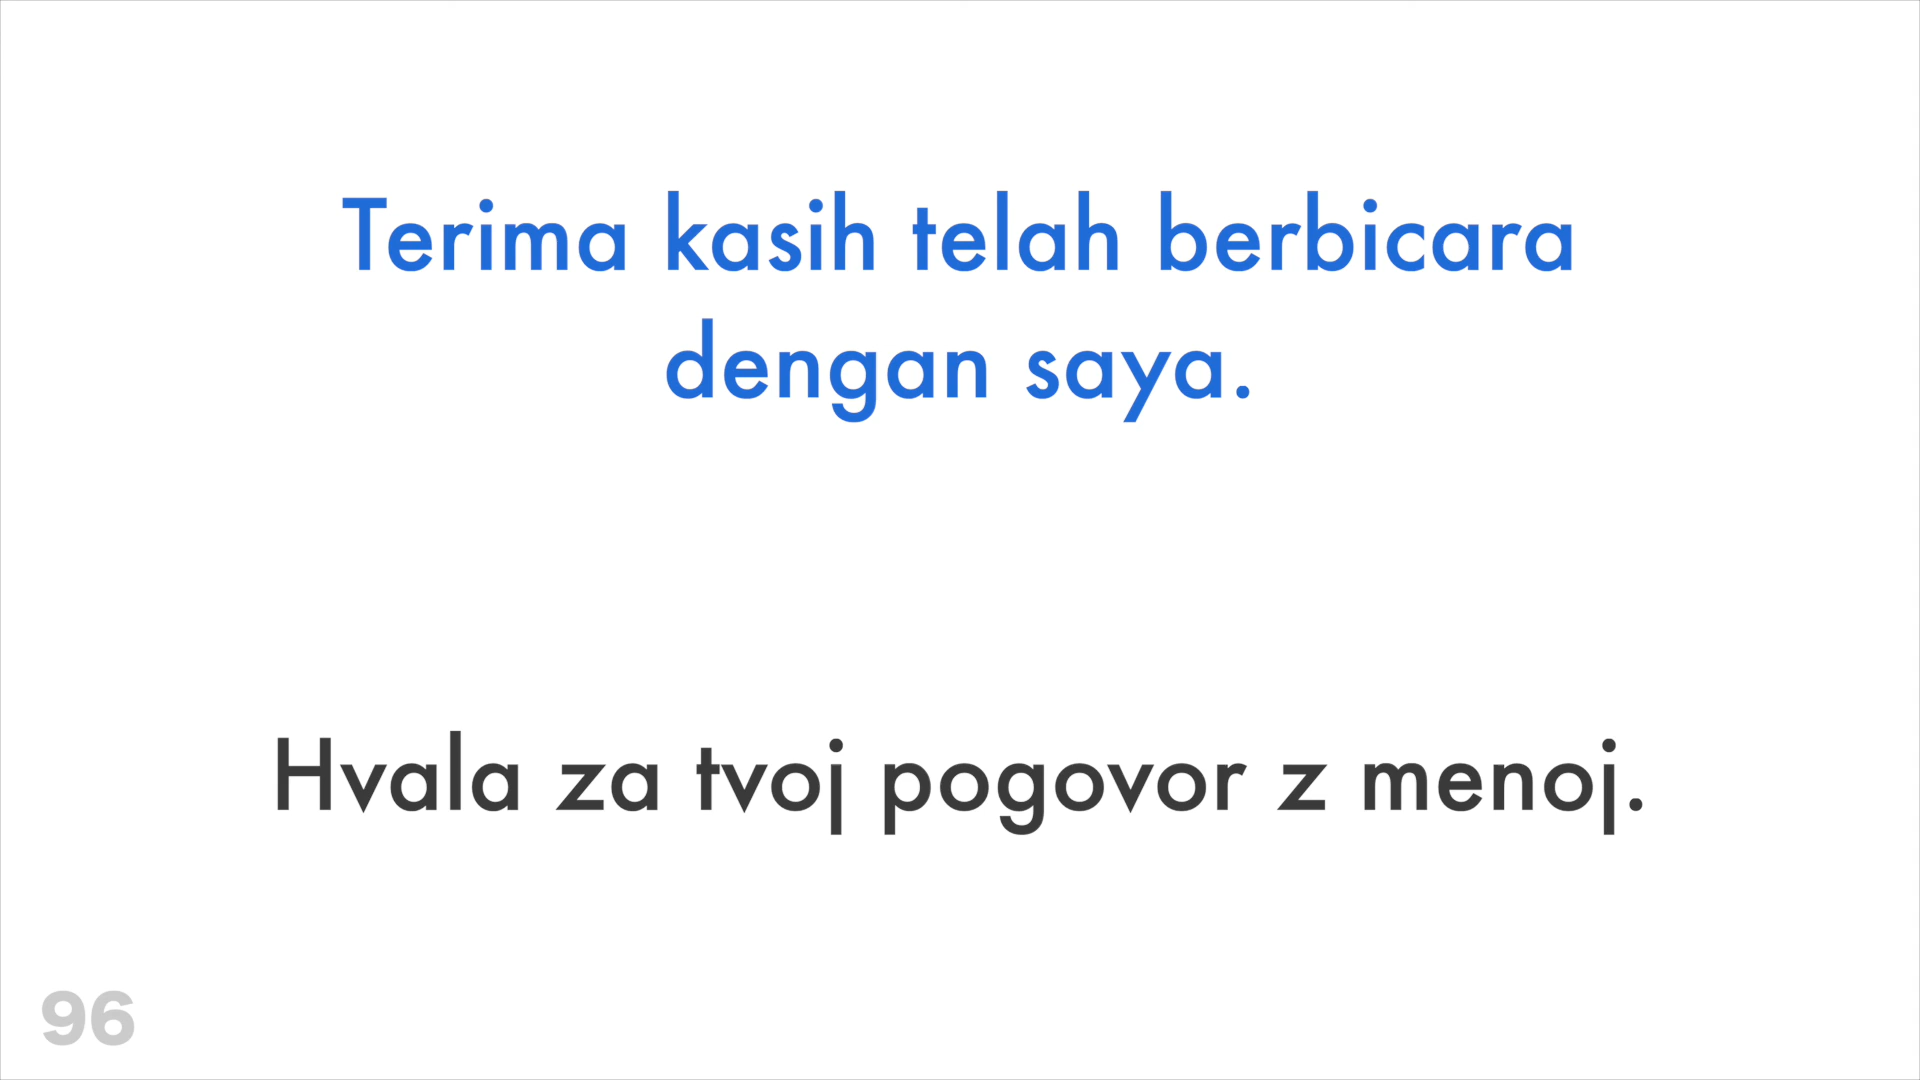 Terima kasih telah berbicara
dengan saya.
Hvala za tvoj pogovor z menoj.
96